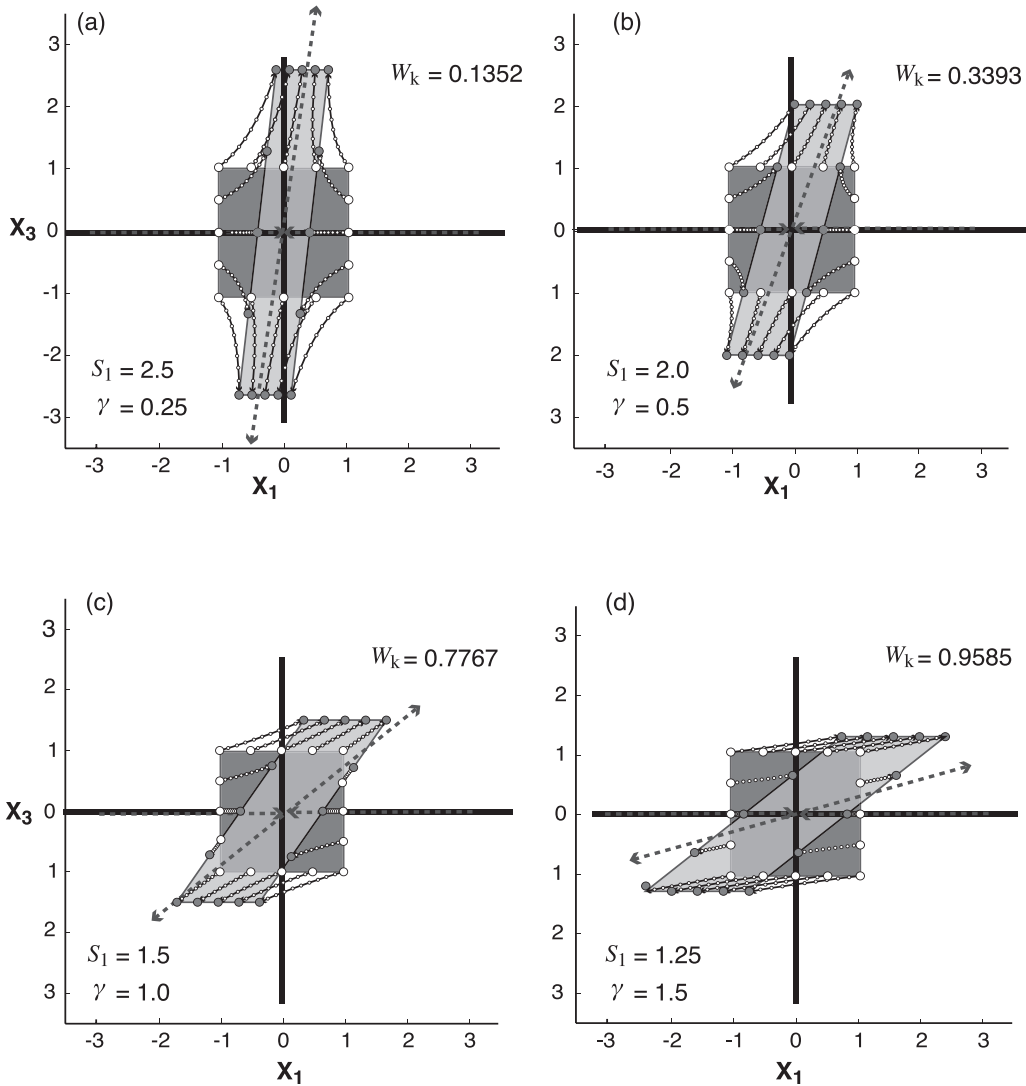 (a)
W_k = 0.1352
3
2
1
0
-1
-2
-3
X_3
S_1 = 2.5
γ = 0.25
-3 -2 -1 0 1 2 3
X_1
(b)
W_k = 0.3393
3
2
1
0
1
2
3
S_1 = 2.0
γ = 0.5
-3 -2 -1 0 1 2 3
X_1
(c)
W_k = 0.7767
3
2
1
0
1
2
3
X_3
S_1 = 1.5
γ = 1.0
-3 -2 -1 0 1 2 3
X_1
(d)
W_k = 0.9585
3
2
1
0
1
2
3
S_1 = 1.25
γ = 1.5
-3 -2 -1 0 1 2 3
X_1